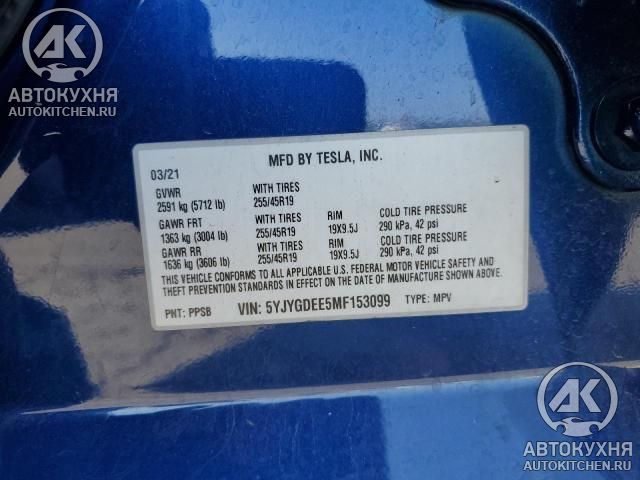 AK
АВТОКУХНЯ
AUTOKITCHEN.RU
MFD BY TESLA, INC.
03/21
GVWR WITH TIRES
2591 kg (5712 lb) 255/45R19
GAWR FRT WITH TIRES RIM COLD TIRE PRESSURE
1363 kg (3004 lb) 255/45R19 19X9.5J 290 kPa, 42 psi
GAWR RR WITH TIRES RIM COLD TIRE PRESSURE
1636 kg (3606 lb) 255/45R19 19X9.5J 290 kPa, 42 psi
THIS VEHICLE CONFORMS TO ALL APPLICABLE U.S. FEDERAL MOTOR VEHICLE SAFETY AND
THEFT PREVENTION STANDARDS IN EFFECT ON THE DATE OF MANUFACTURE SHOWN ABOVE.
PNT: PPSB VIN: 5YJYGDEE5MF153099 TYPE: MPV
AK
АВТОКУХНЯ
AUTOKITCHEN.RU